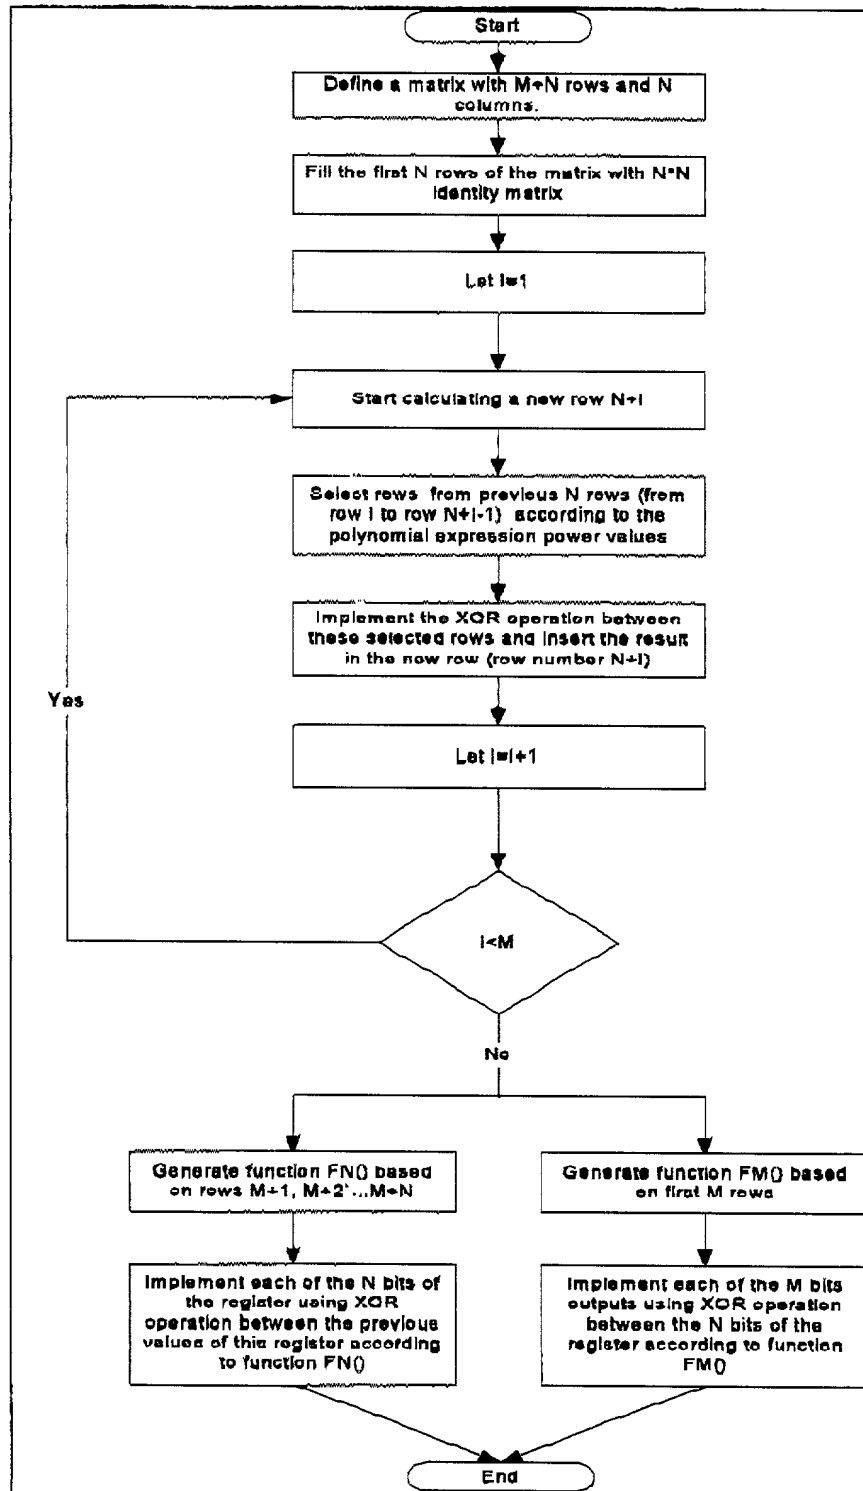 Start
Define a matrix with M+N rows and N
columns.
Fill the first N rows of the matrix with N*N
identity matrix
Let I=1
Start calculating a new row N+I
Select rows from previous N rows (from
row I to row N+I-1) according to the
polynomial expression power values
Implement the XOR operation between
these selected rows and insert the result
in the new row (row number N+I)
Yes
Let I=I+1
I<M
No
Generate function FN() based
on rows M+1, M+2'...M+N
Generate function FM() based
on first M rows
Implement each of the N bits of
the register using XOR
operation between the previous
values of this register according
to function FN()
Implement each of the M bits
outputs using XOR operation
between the N bits of the
register according to function
FM()
End